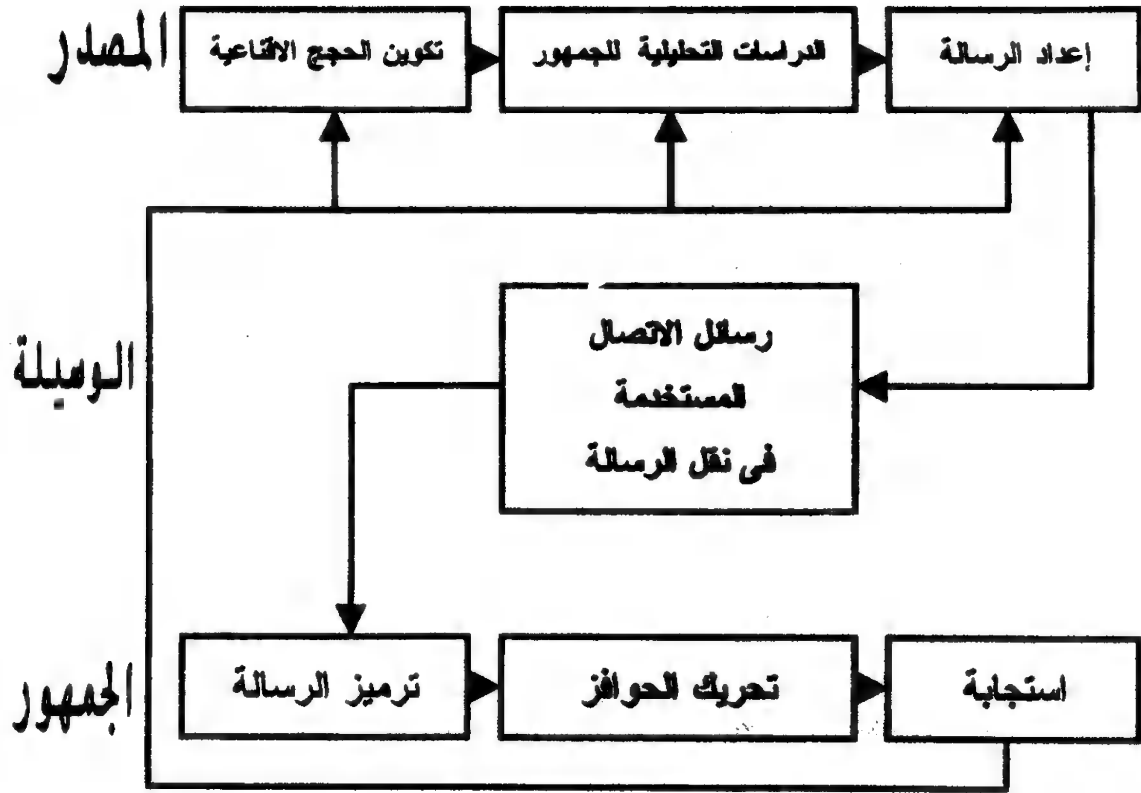 المصدر
تكوين الحجج الاقناعية
الدراسات التحليلية للجمهور
إعداد الرسالة
الوسيلة
رسائل الاتصال
المستخدمة
فى نقل الرسالة
الجمهور
ترميز الرسالة
تحريك الحوافز
استجابة